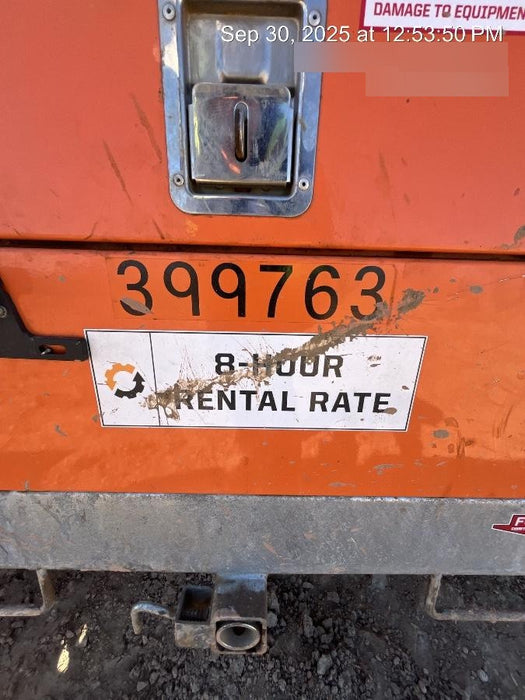 DAMAGE TO EQUIPMEN
Sep 30, 2025 at 12:53:50 PM
399763
8-HOUR
RENTAL RATE